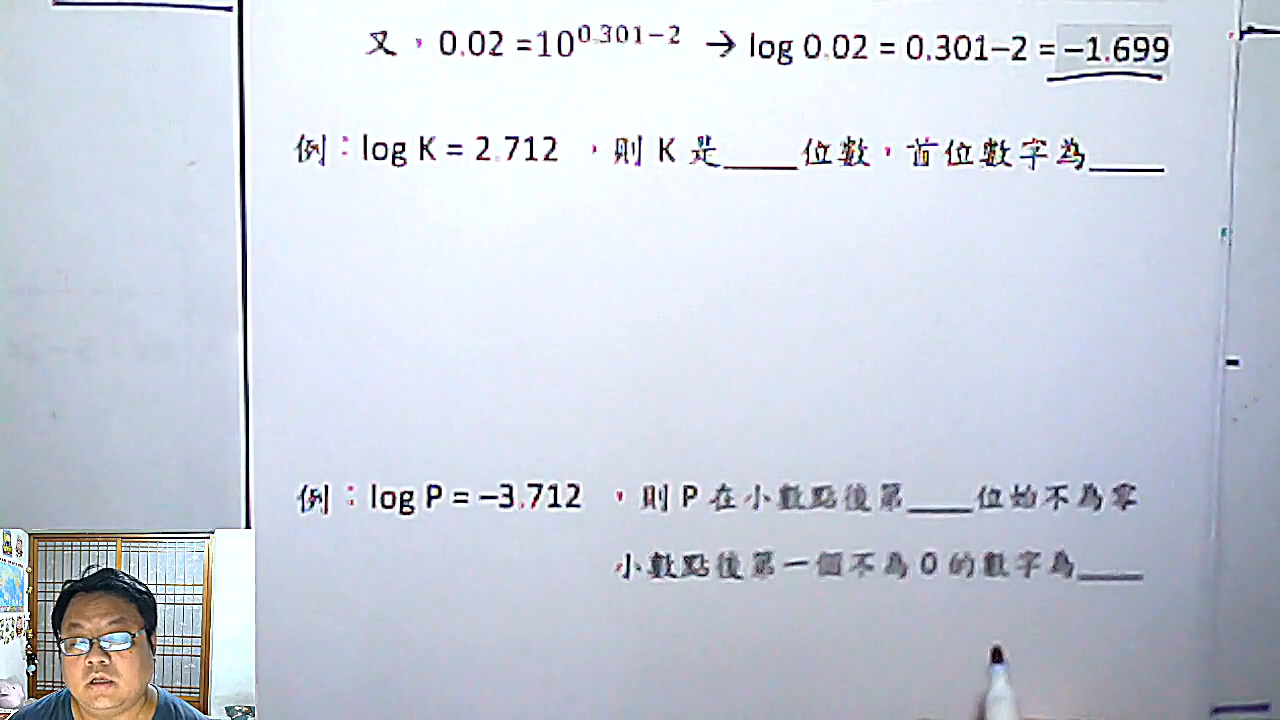 又，0.02 =10^0.301−2 → log 0.02 = 0.301−2 = −1.699
例：log K = 2.712 ，則 K 是____位數，首位數字為____
例：log P = −3.712 ，則 P 在小數點後第____位始不為零
小數點後第一個不為 0 的數字為____